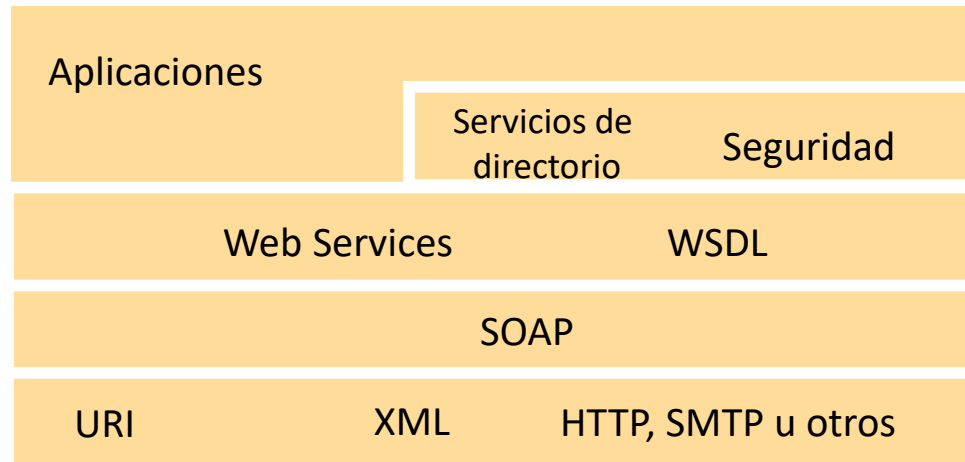 Aplicaciones
Servicios de
directorio
Seguridad
Web Services
WSDL
SOAP
URI
XML
HTTP, SMTP u otros